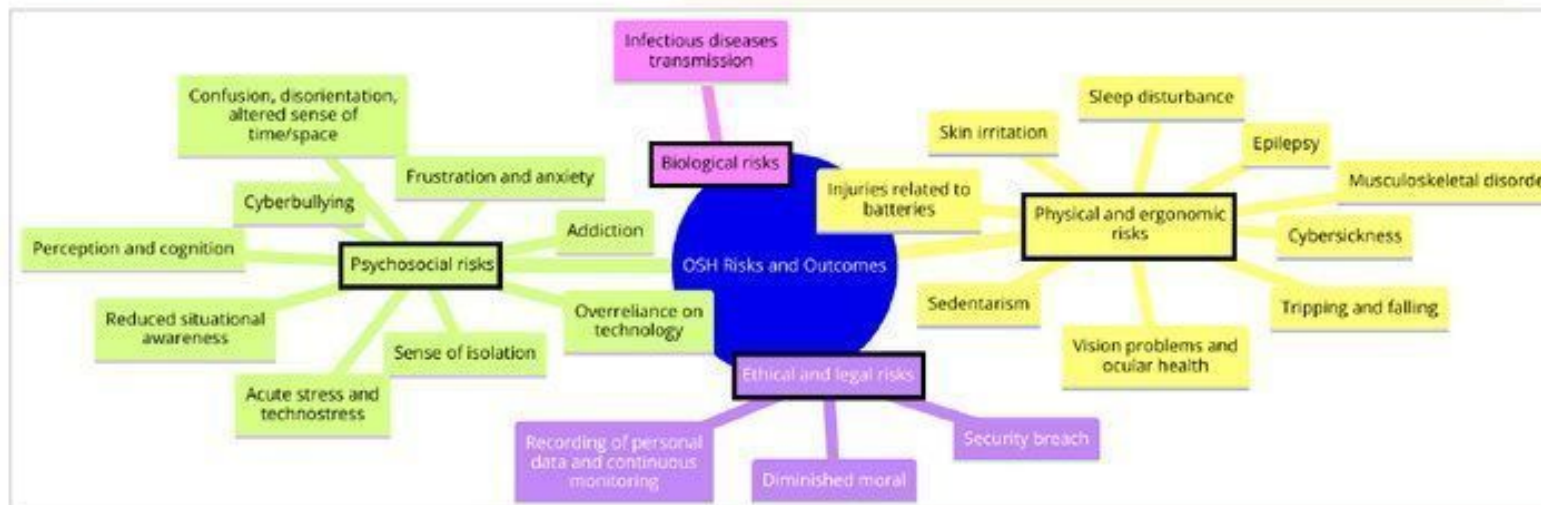 Infectious diseases
transmission
Biological risks
Confusion, disorientation,
altered sense of
time/space
Frustration and anxiety
Cyberbullying
Addiction
Perception and cognition
Psychosocial risks
Reduced situational
awareness
Overreliance on
technology
Sense of isolation
Acute stress and
technostress
OSH Risks and Outcomes
Sleep disturbance
Skin irritation
Epilepsy
Injuries related to
batteries
Musculoskeletal disorde
Physical and ergonomic
risks
Cybersickness
Sedentarism
Tripping and falling
Vision problems and
ocular health
Ethical and legal risks
Recording of personal
data and continuous
monitoring
Diminished moral
Security breach